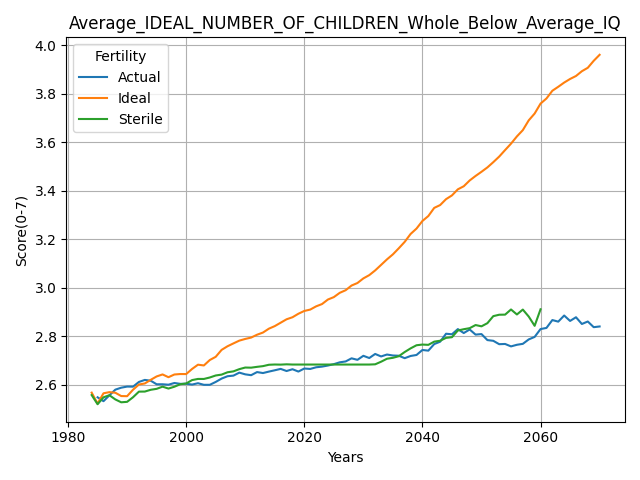 Average_IDEAL_NUMBER_OF_CHILDREN_Whole_Below_Average_IQ
Fertility
Actual
Ideal
Sterile
Score(0-7)
4.0
3.8
3.6
3.4
3.2
3.0
2.8
2.6
1980
2000
2020
2040
2060
Years